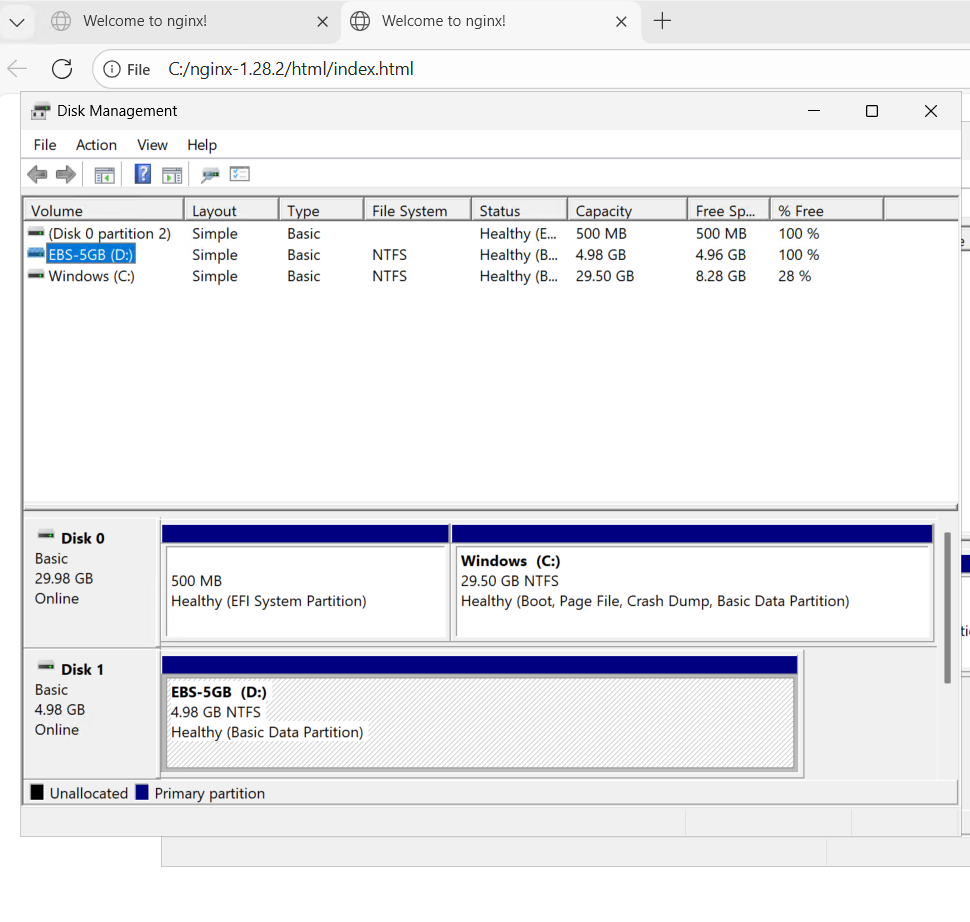 Welcome to nginx! Welcome to nginx!
File C:/nginx-1.28.2/html/index.html
Disk Management
File Action View Help
Volume Layout Type File System Status Capacity Free Sp... % Free
(Disk 0 partition 2) Simple Basic Healthy (E... 500 MB 500 MB 100 %
EBS-5GB (D:) Simple Basic NTFS Healthy (B... 4.98 GB 4.96 GB 100 %
Windows (C:) Simple Basic NTFS Healthy (B... 29.50 GB 8.28 GB 28 %
Disk 0
Basic
29.98 GB
Online
500 MB
Healthy (EFI System Partition)
Windows (C:)
29.50 GB NTFS
Healthy (Boot, Page File, Crash Dump, Basic Data Partition)
Disk 1
Basic
4.98 GB
Online
EBS-5GB (D:)
4.98 GB NTFS
Healthy (Basic Data Partition)
Unallocated Primary partition